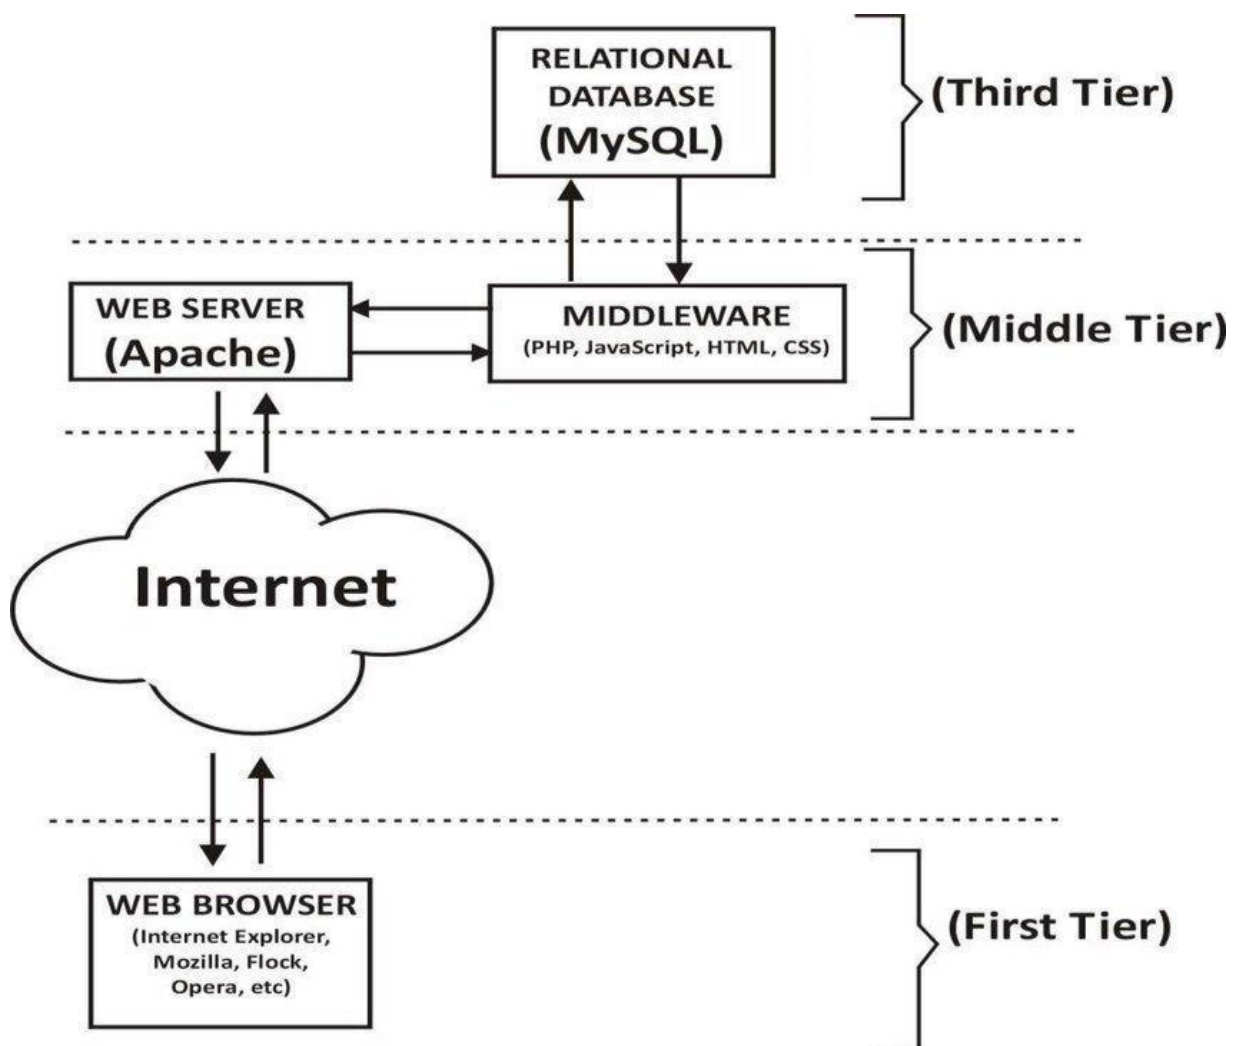 RELATIONAL
DATABASE
(MySQL)
(Third Tier)
WEB SERVER
(Apache)
MIDDLEWARE
(PHP, JavaScript, HTML, CSS)
(Middle Tier)
Internet
WEB BROWSER
(Internet Explorer,
Mozilla, Flock,
Opera, etc)
(First Tier)